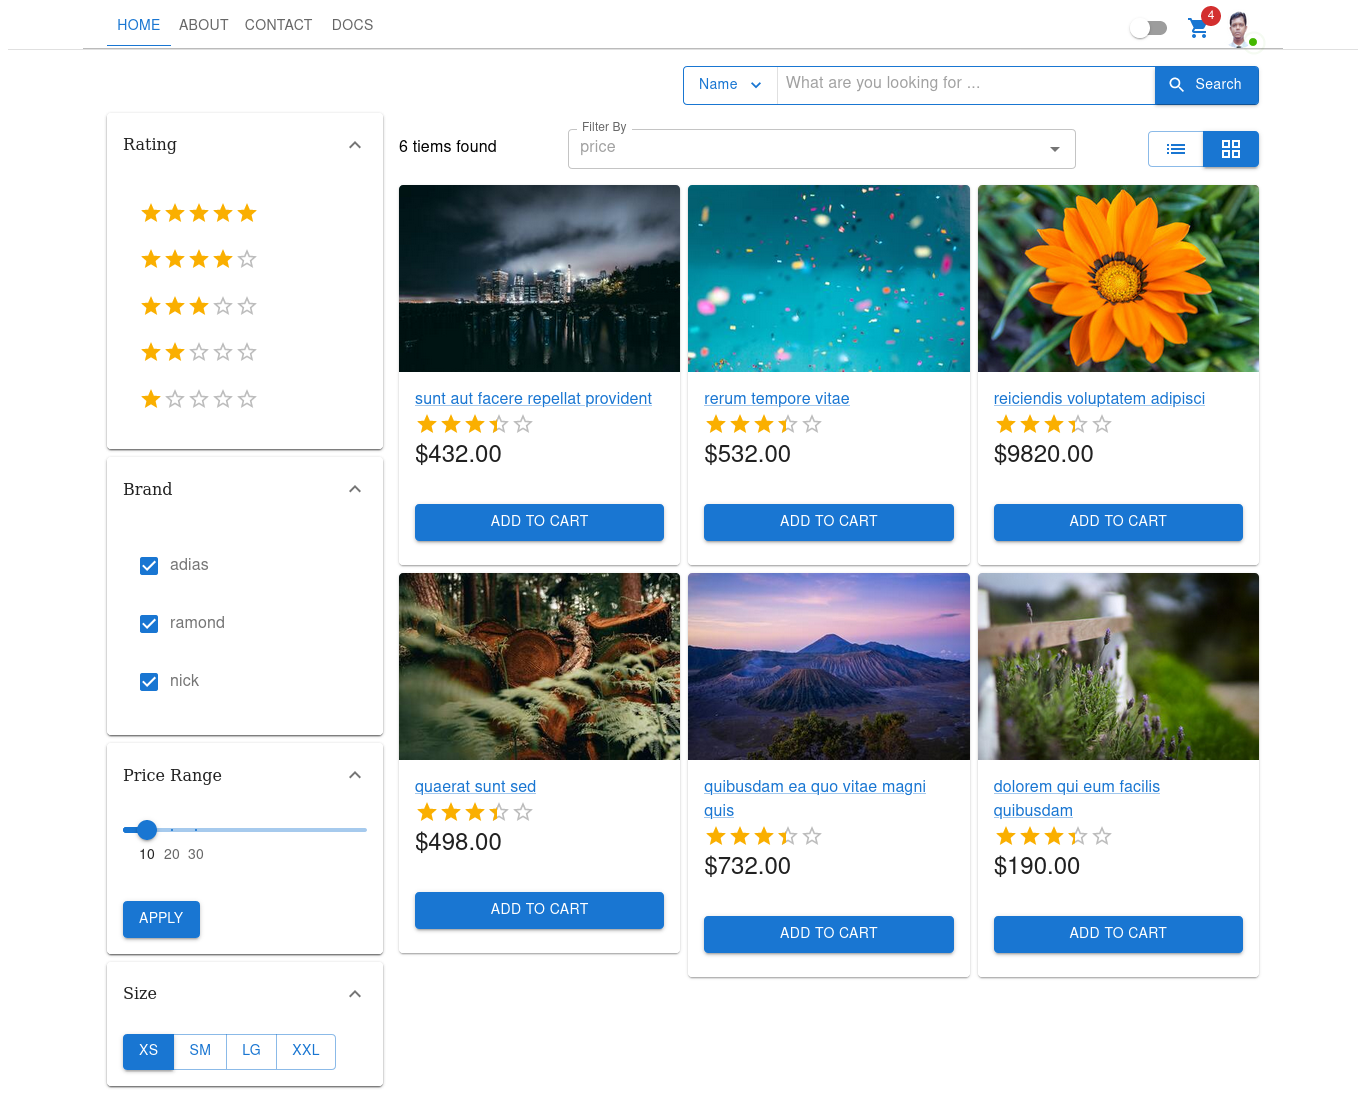 HOME ABOUT CONTACT DOCS 4
Name What are you looking for ... Search
Rating
6 tiems found
Filter By
price
sunt aut facere repellat provident
$432.00
ADD TO CART
rerum tempore vitae
$532.00
ADD TO CART
reiciendis voluptatem adipisci
$9820.00
ADD TO CART
Brand
adias
ramond
nick
quaerat sunt sed
$498.00
ADD TO CART
quibusdam ea quo vitae magni
quis
$732.00
ADD TO CART
dolorem qui eum facilis
quibusdam
$190.00
ADD TO CART
Price Range
10 20 30
APPLY
Size
XS SM LG XXL